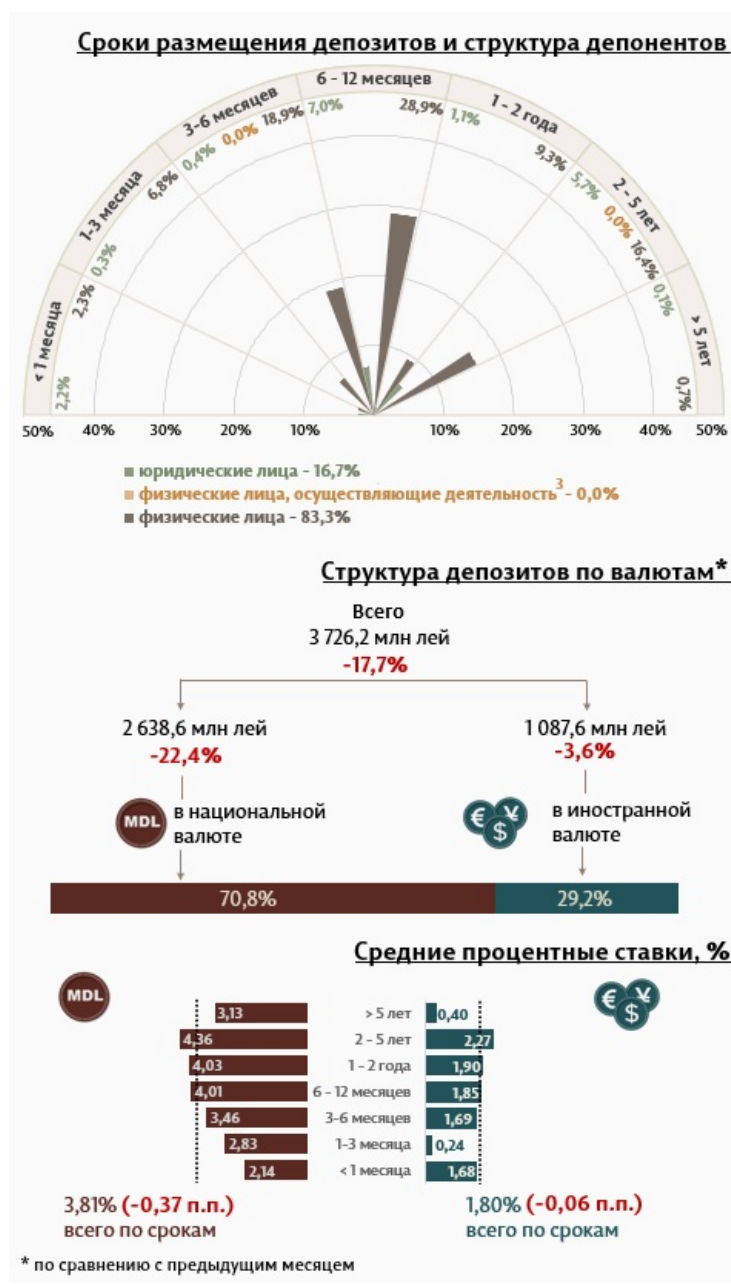 Сроки размещения депозитов и структура депонентов
< 1 месяца
1-3 месяца
3-6 месяцев
6 - 12 месяцев
1 - 2 года
2 - 5 лет
> 5 лет
2,2%
2,3%
0,3%
6,8%
0,4%
0,0%
18,9%
7,0%
28,9%
1,1%
9,3%
5,7%
0,0%
16,4%
0,1%
0,7%
50% 40% 30% 20% 10% 10% 20% 30% 40% 50%
юридические лица - 16,7%
физические лица, осуществляющие деятельность3 - 0,0%
физические лица - 83,3%
Структура депозитов по валютам*
Всего
3 726,2 млн лей
-17,7%
2 638,6 млн лей
-22,4%
1 087,6 млн лей
-3,6%
MDL
в национальной
валюте
€ ¥ $
в иностранной
валюте
70,8% 29,2%
Средние процентные ставки, %
MDL
€ ¥ $
3,13 > 5 лет 0,40
4,36 2 - 5 лет 2,27
4,03 1 - 2 года 1,90
4,01 6 - 12 месяцев 1,85
3,46 3-6 месяцев 1,69
2,83 1-3 месяца 0,24
2,14 < 1 месяца 1,68
3,81% (-0,37 п.п.)
всего по срокам
1,80% (-0,06 п.п.)
всего по срокам
* по сравнению с предыдущим месяцем